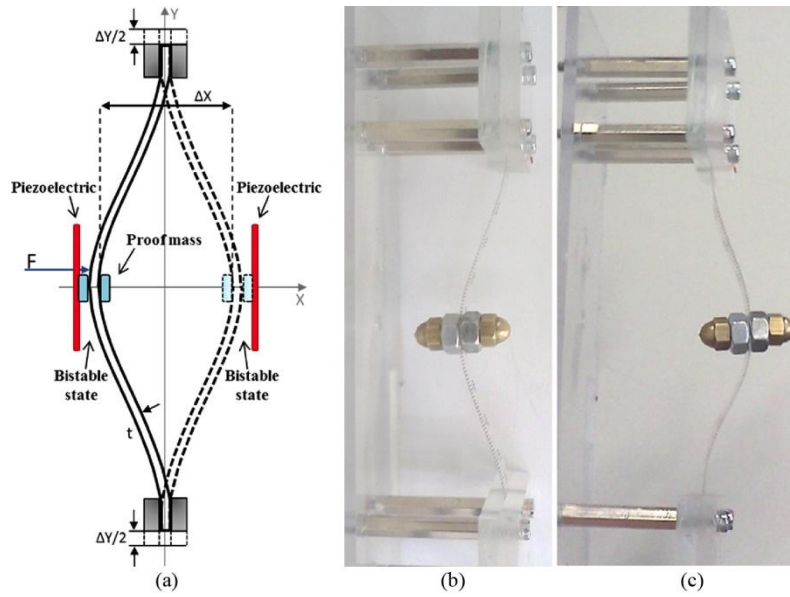 ΔY/2
Y
ΔX
Piezoelectric
Piezoelectric
Proof mass
F
X
Bistable
state
Bistable
state
t
ΔY/2
(a)
(b)
(c)